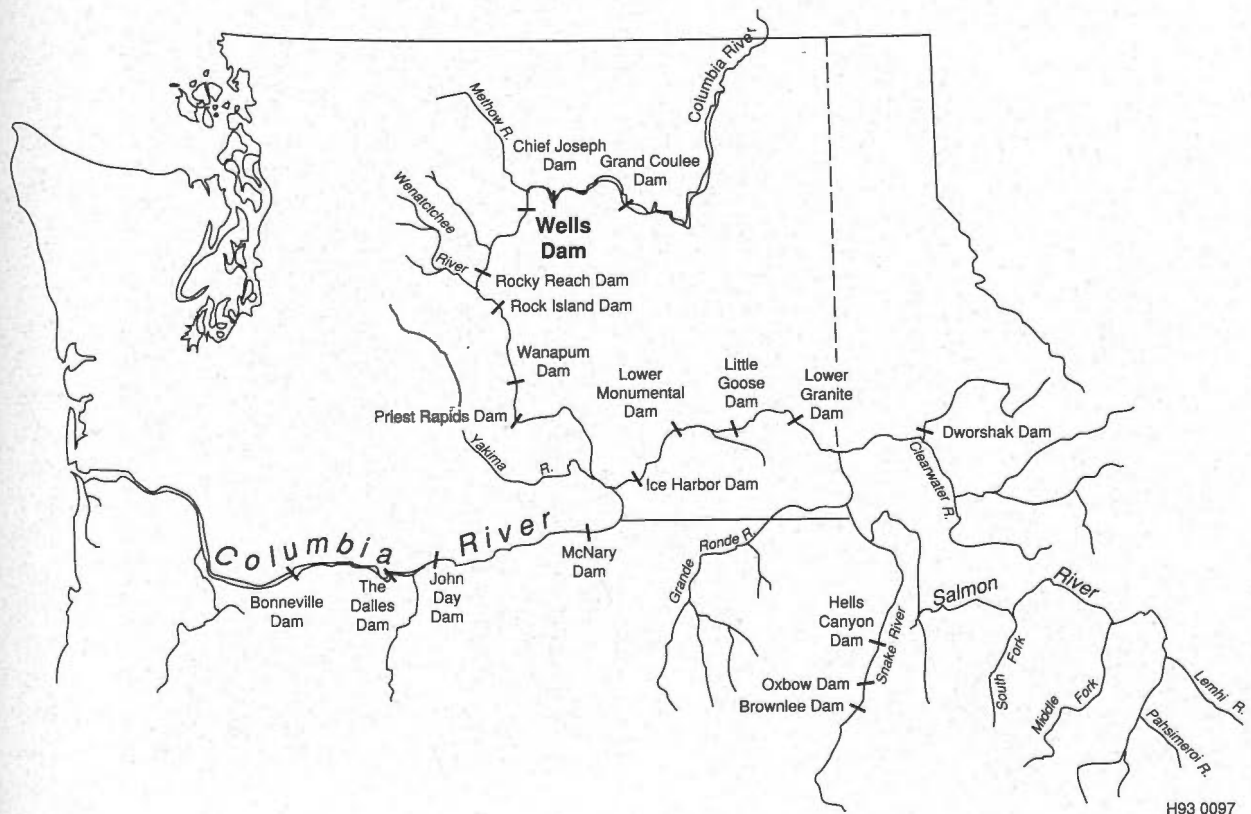 Columbia River
Methow R.
Chief Joseph
Dam
Grand Coulee
Dam
Wenatctchee
River
Wells
Dam
Rocky Reach Dam
Rock Island Dam
Wanapum
Dam
Lower
Monumental
Dam
Little
Goose
Dam
Lower
Granite
Dam
Priest Rapids Dam
Dworshak Dam
Yakima R.
Ice Harbor Dam
Clearwater R.
Columbia River
McNary
Dam
Grande Ronde R.
Bonneville
Dam
The
Dalles
Dam
John
Day
Dam
Hells
Canyon
Dam
Snake River
Salmon River
South Fork
Middle Fork
Oxbow Dam
Brownlee Dam
Lemhi R.
Pahsimeroi R.
H93 0097